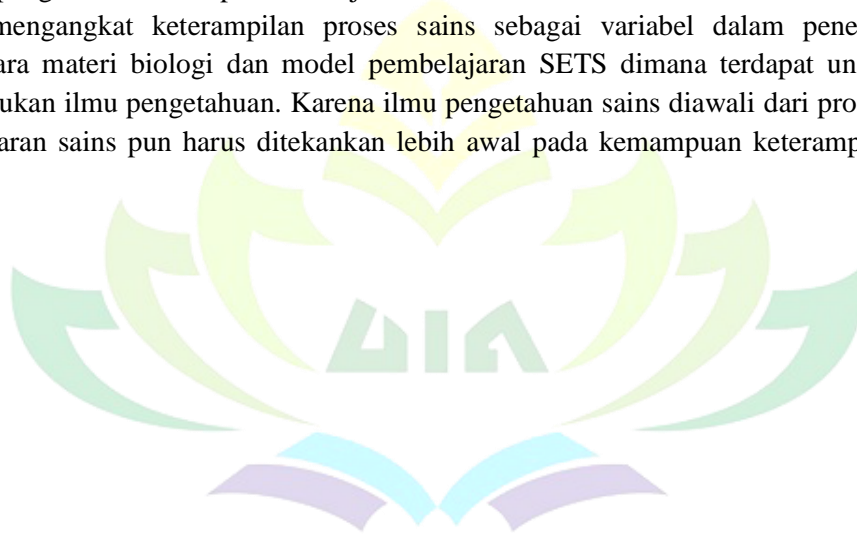 mengangkat keterampilan proses sains sebagai variabel dalam pene
ara materi biologi dan model pembelajaran SETS dimana terdapat un
ukan ilmu pengetahuan. Karena ilmu pengetahuan sains diawali dari pro
aran sains pun harus ditekankan lebih awal pada kemampuan keteramp
UIN